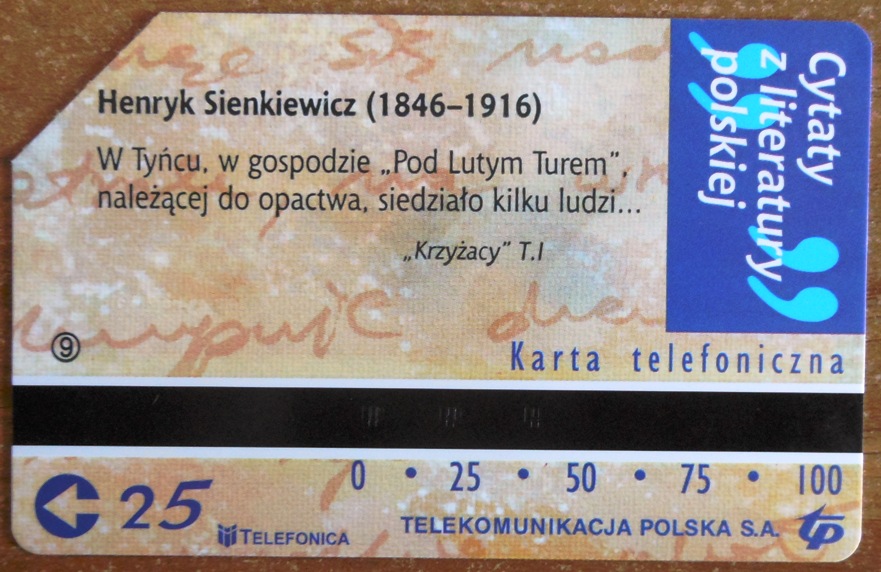 Henryk Sienkiewicz (1846–1916)
W Tyńcu, w gospodzie „Pod Lutym Turem”,
należącej do opactwa, siedziało kilku ludzi...
„Krzyżacy” T.I
Cytaty
z literatury
polskiej
9
Karta telefoniczna
0 • 25 • 50 • 75 • 100
25
TELEFONICA
TELEKOMUNIKACJA POLSKA S.A.
tp